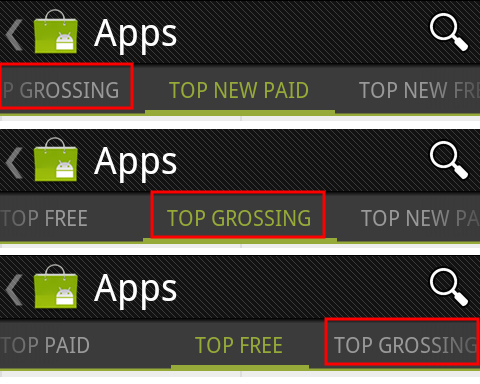 Apps
P GROSSING TOP NEW PAID TOP NEW FRE
Apps
TOP FREE TOP GROSSING TOP NEW PA
Apps
TOP PAID TOP FREE TOP GROSSING